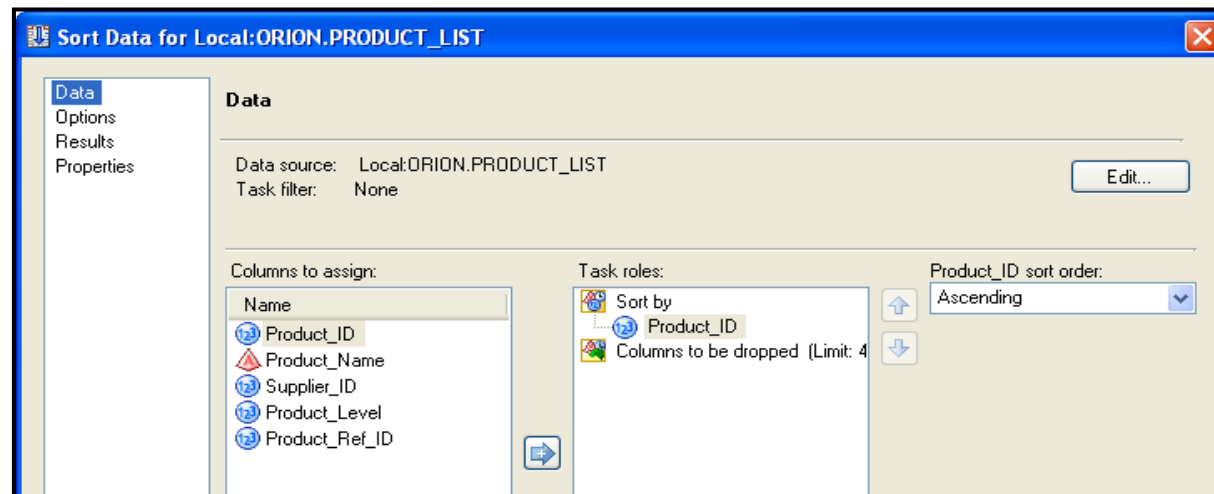 Sort Data for Local:ORION.PRODUCT_LIST
Data
Options
Results
Properties
Data
Data source: Local:ORION.PRODUCT_LIST
Task filter: None
Edit...
Columns to assign:
Name
Product_ID
Product_Name
Supplier_ID
Product_Level
Product_Ref_ID
Task roles:
Sort by
Product_ID
Columns to be dropped (Limit: 4
Product_ID sort order:
Ascending